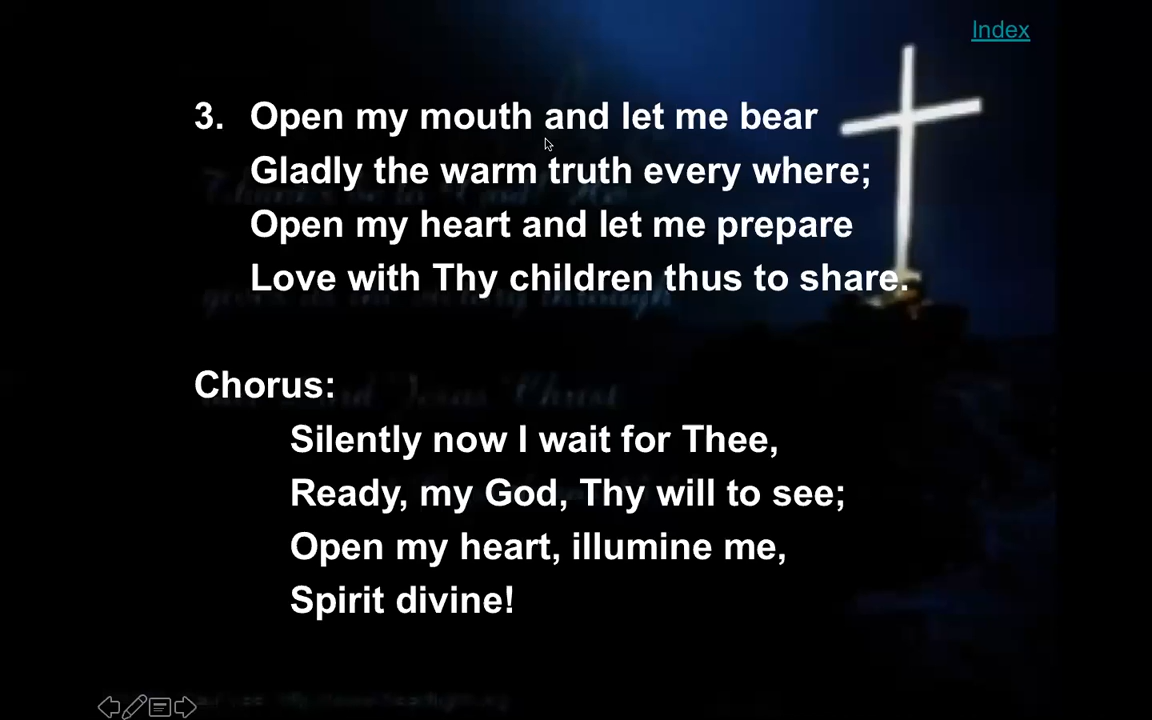 Index
3. Open my mouth and let me bear
Gladly the warm truth every where;
Open my heart and let me prepare
Love with Thy children thus to share.
Chorus:
Silently now I wait for Thee,
Ready, my God, Thy will to see;
Open my heart, illumine me,
Spirit divine!